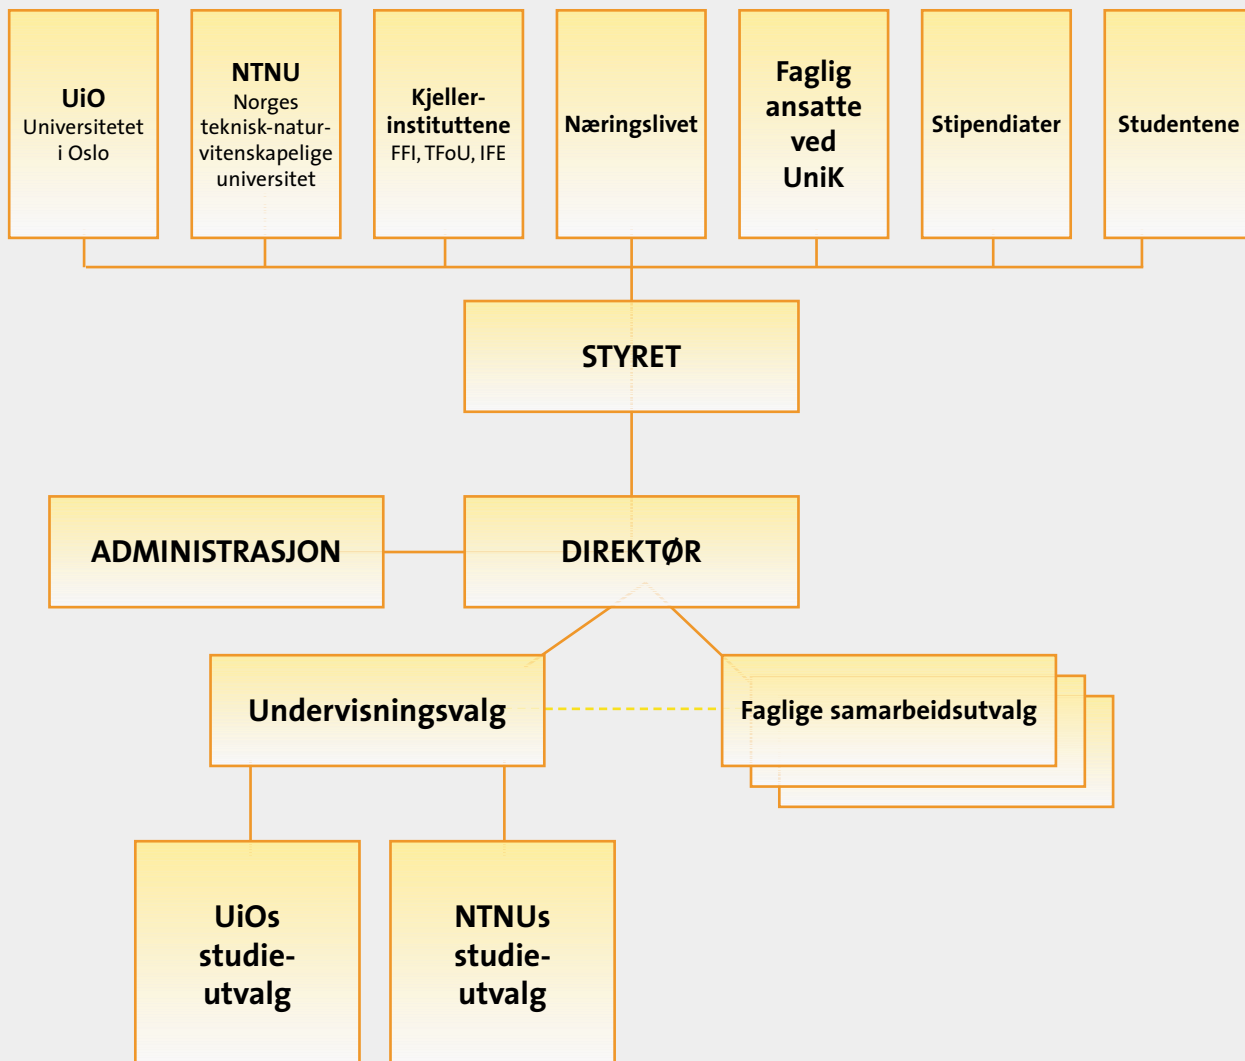 UiO
Universitetet
i Oslo
NTNU
Norges
teknisk-natur-
vitenskapelige
universitet
Kjeller-
instituttene
FFI, TFoU, IFE
Næringslivet
Faglig
ansatte
ved
UniK
Stipendiater
Studentene
STYRET
ADMINISTRASJON
DIREKTØR
Undervisningsvalg
Faglige samarbeidsutvalg
UiOs
studie-
utvalg
NTNUs
studie-
utvalg